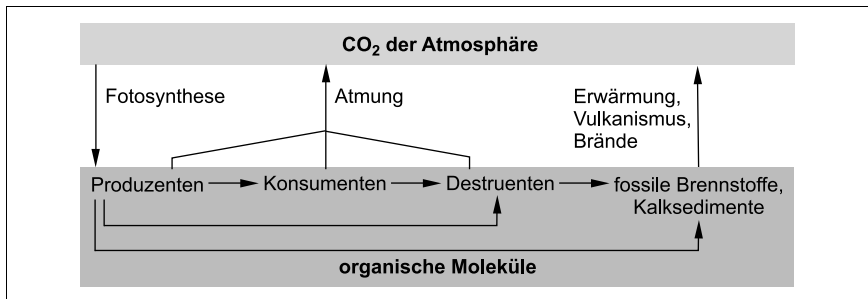 CO₂ der Atmosphäre
Fotosynthese
Atmung
Erwärmung,
Vulkanismus,
Brände
Produzenten
Konsumenten
Destruenten
fossile Brennstoffe,
Kalksedimente
organische Moleküle